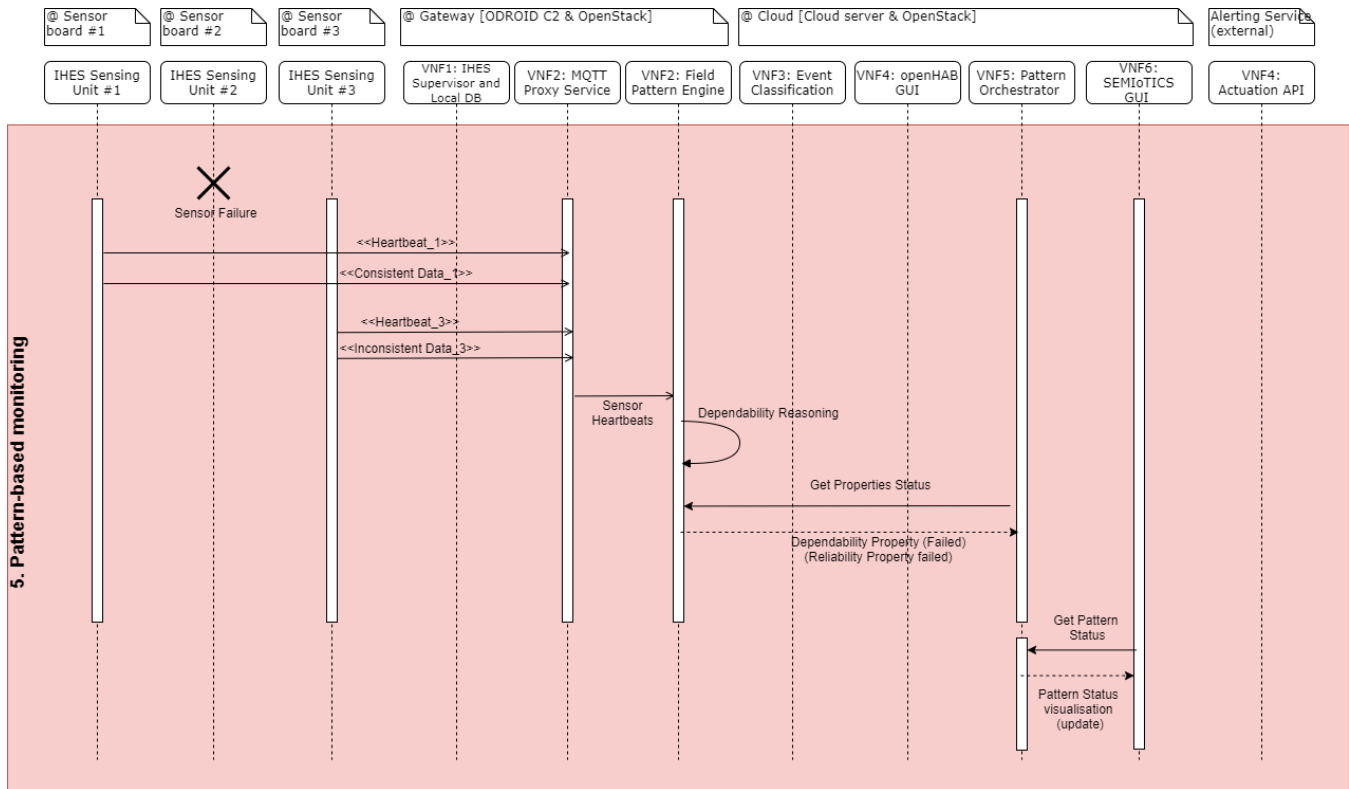 @ Sensor
board #1
@ Sensor
board #2
@ Sensor
board #3
@ Gateway [ODROID C2 & OpenStack]
@ Cloud [Cloud server & OpenStack]
Alerting Service
(external)
IHES Sensing
Unit #1
IHES Sensing
Unit #2
IHES Sensing
Unit #3
VNF1: IHES
Supervisor and
Local DB
VNF2: MQTT
Proxy Service
VNF2: Field
Pattern Engine
VNF3: Event
Classification
VNF4: openHAB
GUI
VNF5: Pattern
Orchestrator
VNF6:
SEMIoTICS
GUI
VNF4:
Actuation API
5. Pattern-based monitoring
Sensor Failure
<<Heartbeat_1>>
<<Consistent Data_1>>
<<Heartbeat_3>>
<<Inconsistent Data_3>>
Sensor
Heartbeats
Dependability Reasoning
Get Properties Status
Dependability Property (Failed)
(Reliability Property failed)
Get Pattern
Status
Pattern Status
visualisation
(update)